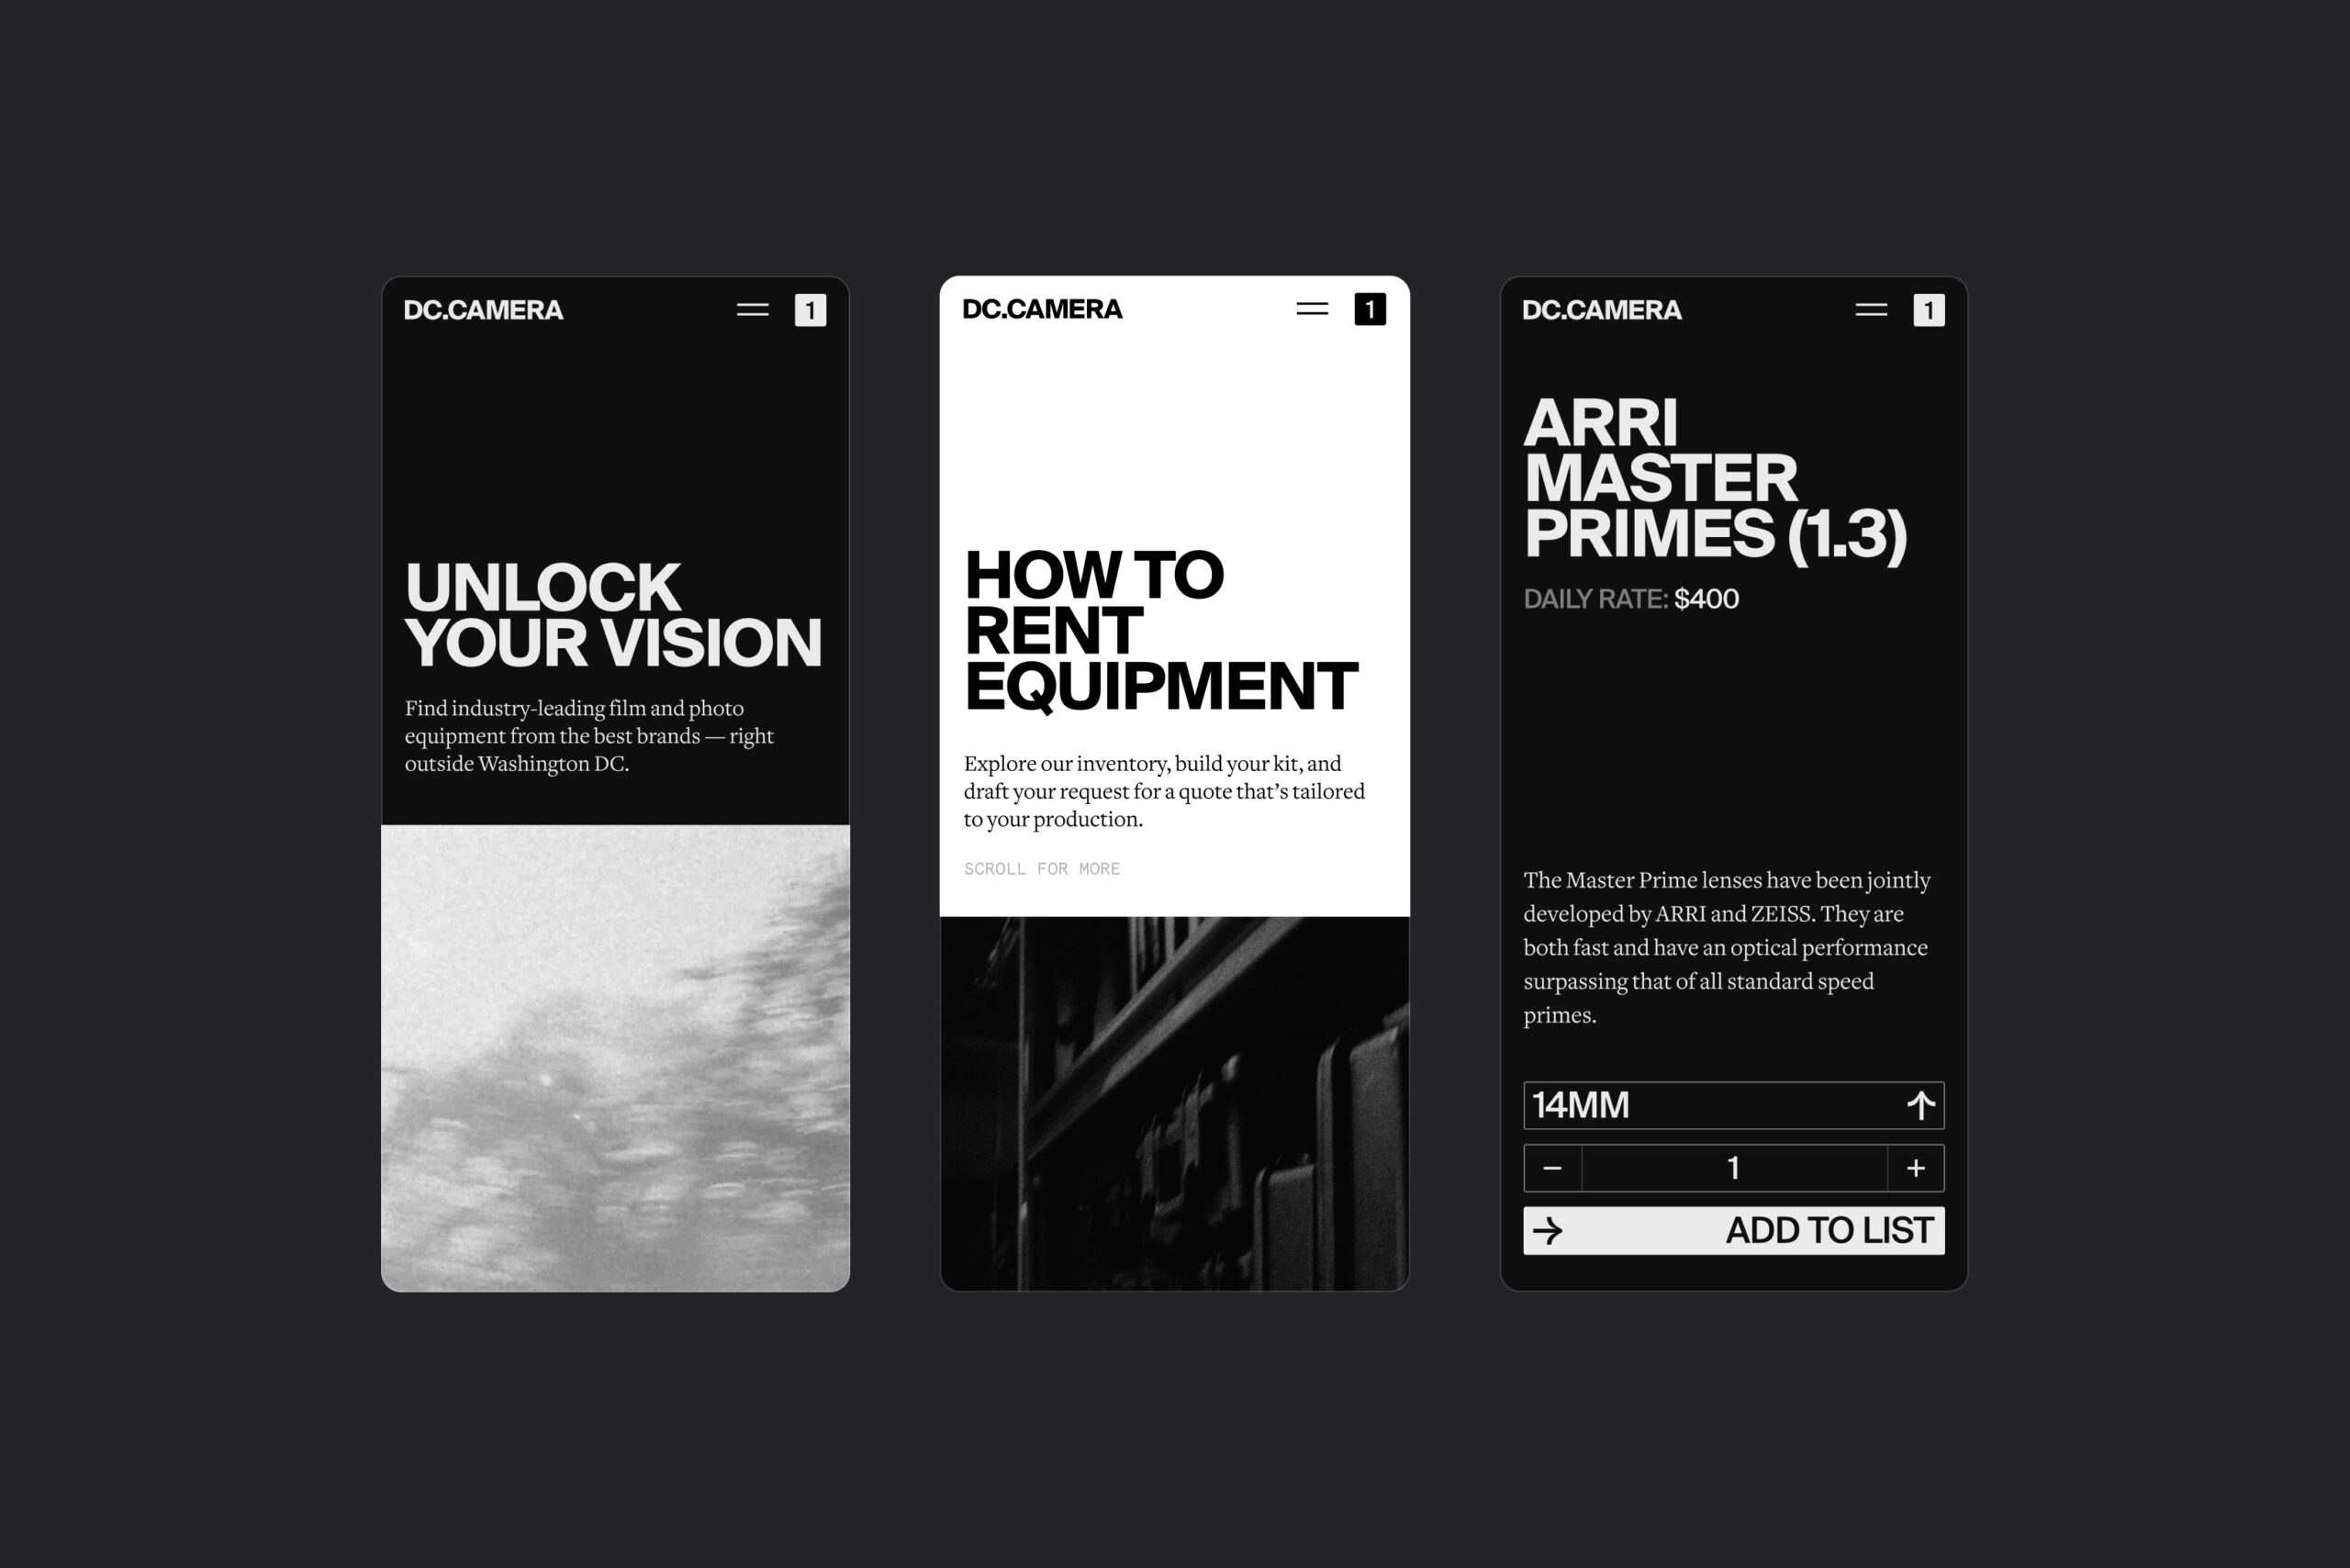 DC.CAMERA
1
UNLOCK
YOUR VISION
Find industry-leading film and photo
equipment from the best brands — right
outside Washington DC.
DC.CAMERA
1
HOW TO
RENT
EQUIPMENT
Explore our inventory, build your kit, and
draft your request for a quote that’s tailored
to your production.
SCROLL FOR MORE
DC.CAMERA
1
ARRI
MASTER
PRIMES (1.3)
DAILY RATE: $400
The Master Prime lenses have been jointly
developed by ARRI and ZEISS. They are
both fast and have an optical performance
surpassing that of all standard speed
primes.
14MM ↑
− 1 +
→ ADD TO LIST